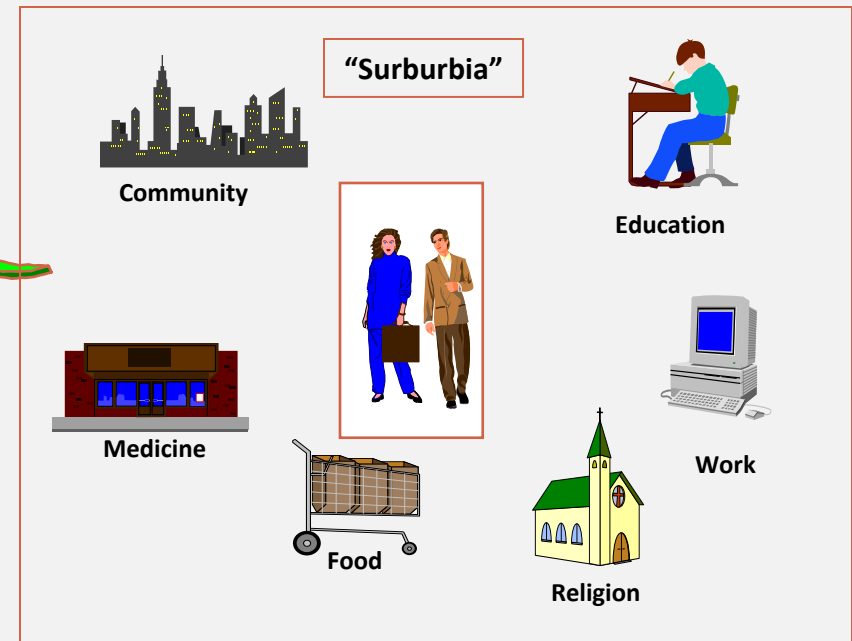 “Surburbia”
Community
Education
Medicine
Work
Food
Religion